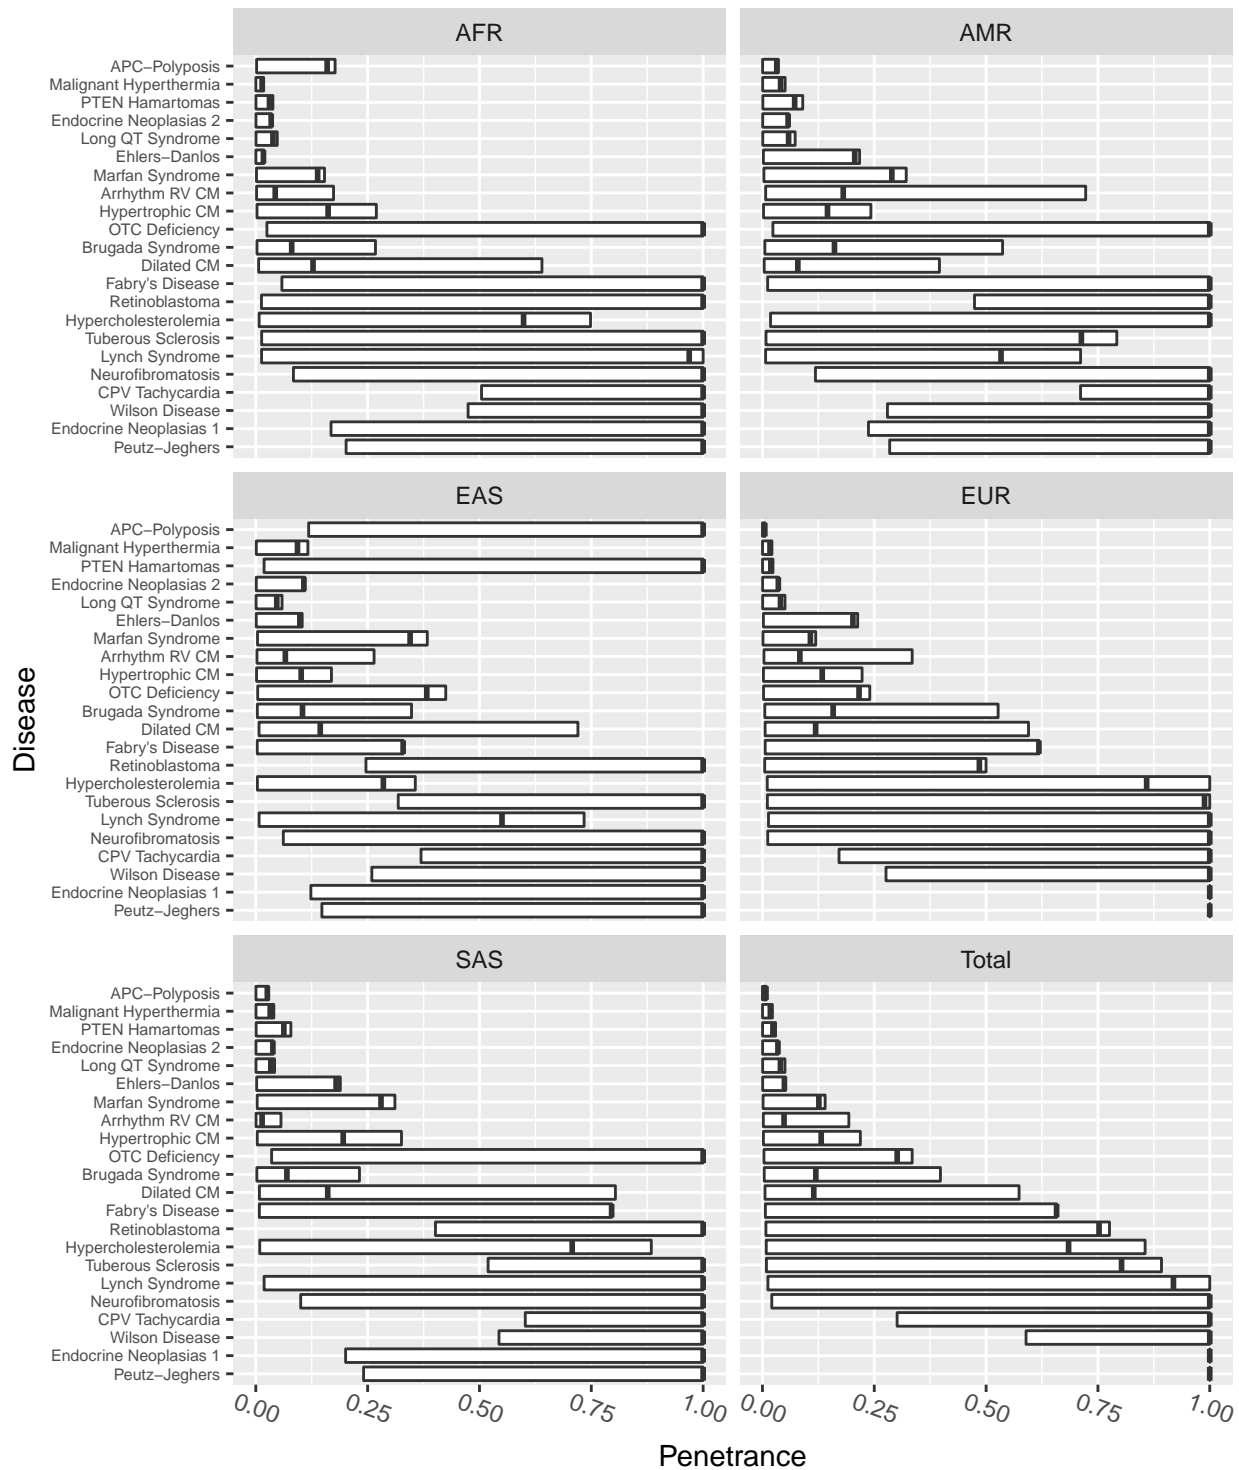 AFR
AMR
APC–Polyposis
Malignant Hyperthermia
PTEN Hamartomas
Endocrine Neoplasias 2
Long QT Syndrome
Ehlers–Danlos
Marfan Syndrome
Arrhythm RV CM
Hypertrophic CM
OTC Deficiency
Brugada Syndrome
Dilated CM
Fabry's Disease
Retinoblastoma
Hypercholesterolemia
Tuberous Sclerosis
Lynch Syndrome
Neurofibromatosis
CPV Tachycardia
Wilson Disease
Endocrine Neoplasias 1
Peutz–Jeghers
EAS
EUR
APC–Polyposis
Malignant Hyperthermia
PTEN Hamartomas
Endocrine Neoplasias 2
Long QT Syndrome
Ehlers–Danlos
Marfan Syndrome
Arrhythm RV CM
Hypertrophic CM
OTC Deficiency
Brugada Syndrome
Dilated CM
Fabry's Disease
Retinoblastoma
Hypercholesterolemia
Tuberous Sclerosis
Lynch Syndrome
Neurofibromatosis
CPV Tachycardia
Wilson Disease
Endocrine Neoplasias 1
Peutz–Jeghers
Disease
SAS
Total
APC–Polyposis
Malignant Hyperthermia
PTEN Hamartomas
Endocrine Neoplasias 2
Long QT Syndrome
Ehlers–Danlos
Marfan Syndrome
Arrhythm RV CM
Hypertrophic CM
OTC Deficiency
Brugada Syndrome
Dilated CM
Fabry's Disease
Retinoblastoma
Hypercholesterolemia
Tuberous Sclerosis
Lynch Syndrome
Neurofibromatosis
CPV Tachycardia
Wilson Disease
Endocrine Neoplasias 1
Peutz–Jeghers
0.00 0.25 0.50 0.75 1.00
0.00 0.25 0.50 0.75 1.00
Penetrance